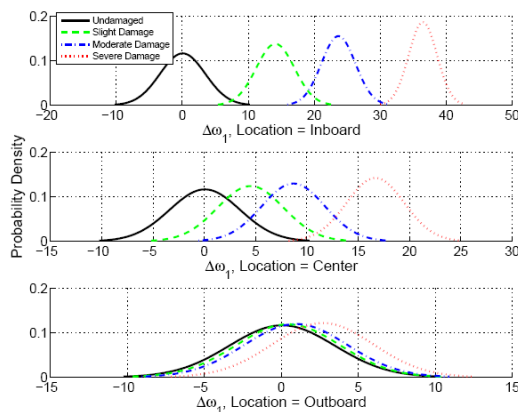 Undamaged
Slight Damage
Moderate Damage
Severe Damage
0.2
0.1
0
−20 −10 0 10 20 30 40 50
Δω1, Location = Inboard
Probability Density
0.2
0.1
0
−15 −10 −5 0 5 10 15 20 25 30
Δω1, Location = Center
0.2
0.1
0
−15 −10 −5 0 5 10 15
Δω1, Location = Outboard